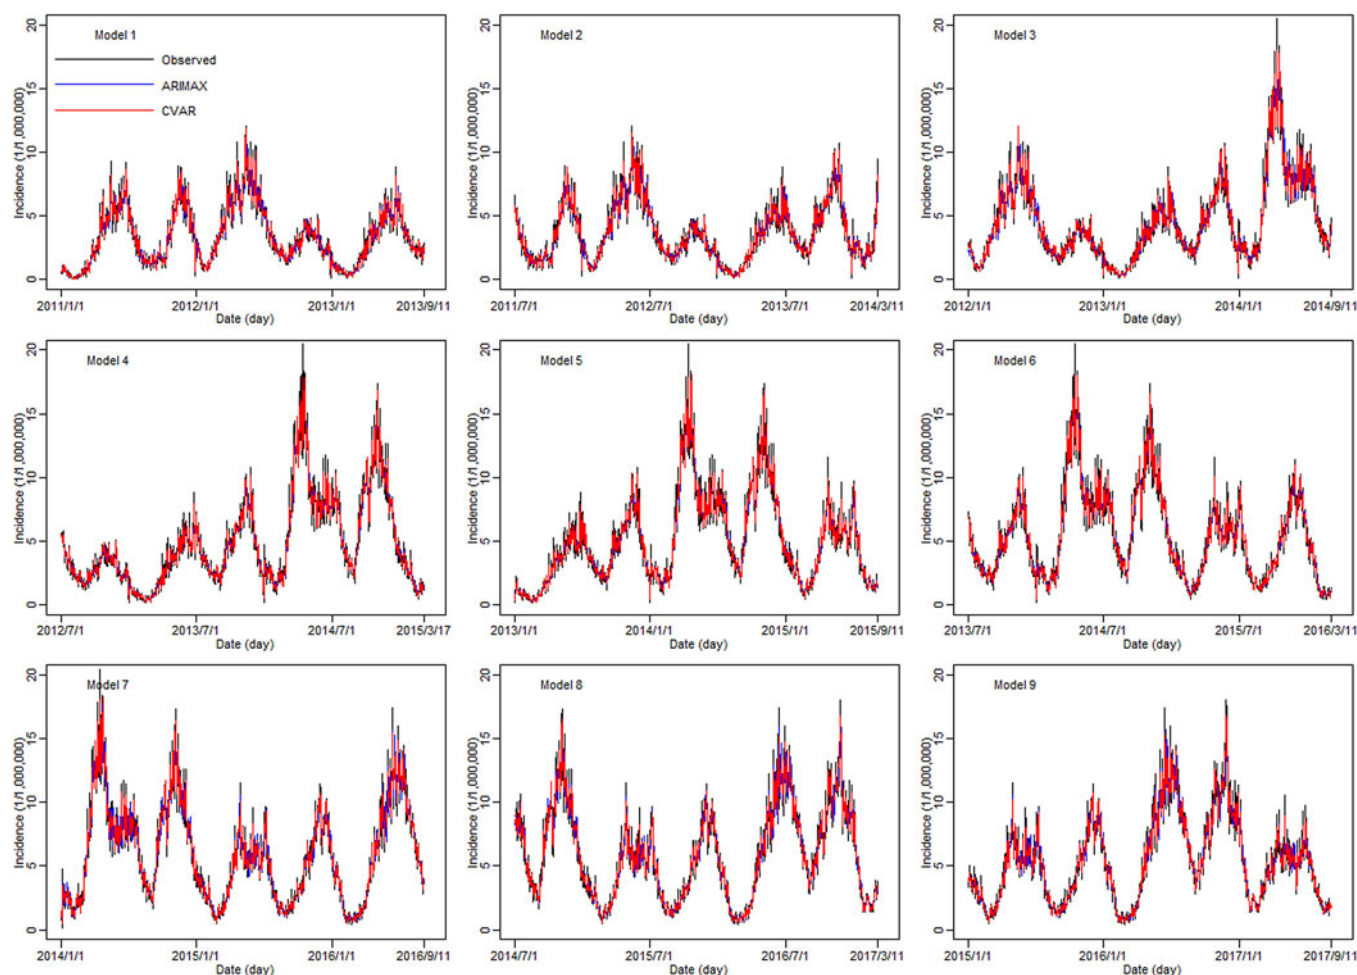 Model 1
Observed
ARIMAX
CVAR
Incidence (1/1,000,000)
20
15
10
5
0
2011/1/1 2012/1/1 2013/1/1 2013/9/11
Date (day)
Model 2
Incidence (1/1,000,000)
20
15
10
5
0
2011/7/1 2012/7/1 2013/7/1 2014/3/11
Date (day)
Model 3
Incidence (1/1,000,000)
20
15
10
5
0
2012/1/1 2013/1/1 2014/1/1 2014/9/11
Date (day)
Model 4
Incidence (1/1,000,000)
20
15
10
5
0
2012/7/1 2013/7/1 2014/7/1 2015/3/17
Date (day)
Model 5
Incidence (1/1,000,000)
20
15
10
5
0
2013/1/1 2014/1/1 2015/1/1 2015/9/11
Date (day)
Model 6
Incidence (1/1,000,000)
20
15
10
5
0
2013/7/1 2014/7/1 2015/7/1 2016/3/11
Date (day)
Model 7
Incidence (1/1,000,000)
20
15
10
5
0
2014/1/1 2015/1/1 2016/1/1 2016/9/11
Date (day)
Model 8
Incidence (1/1,000,000)
20
15
10
5
0
2014/7/1 2015/7/1 2016/7/1 2017/3/11
Date (day)
Model 9
Incidence (1/1,000,000)
20
15
10
5
0
2015/1/1 2016/1/1 2017/1/1 2017/9/11
Date (day)